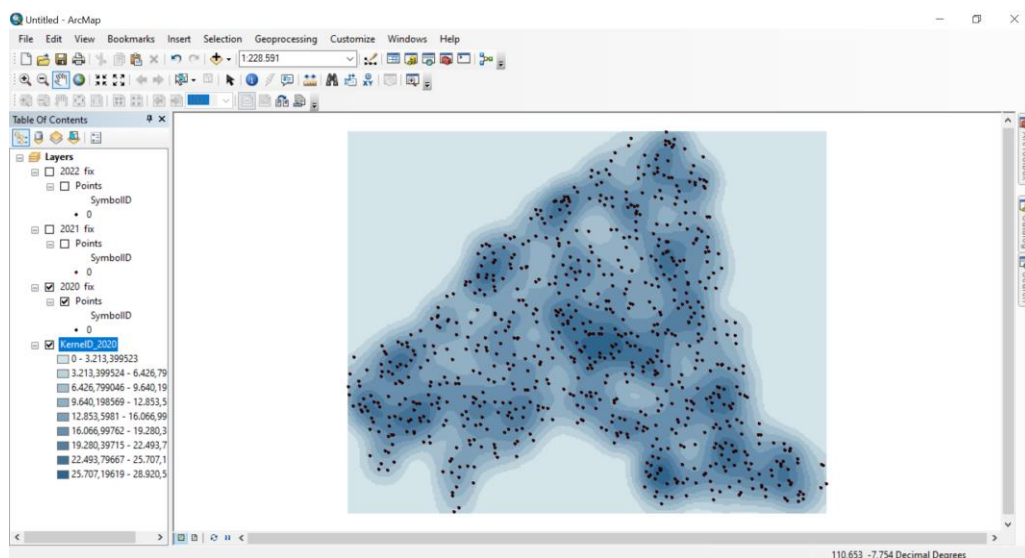 Untitled - ArcMap
File Edit View Bookmarks Insert Selection Geoprocessing Customize Windows Help
1:228.591
Table Of Contents
Layers
2022 fix
Points
SymbolID
0
2021 fix
Points
SymbolID
0
2020 fix
Points
SymbolID
0
KernelD_2020
0 - 3.213,399523
3.213,399524 - 6.426,79
6.426,799046 - 9.640,19
9.640,198569 - 12.853,5
12.853,5981 - 16.066,99
16.066,99762 - 19.280,3
19.280,39715 - 22.493,7
22.493,79667 - 25.707,1
25.707,19619 - 28.920,5
110,653 -7,754 Decimal Degrees